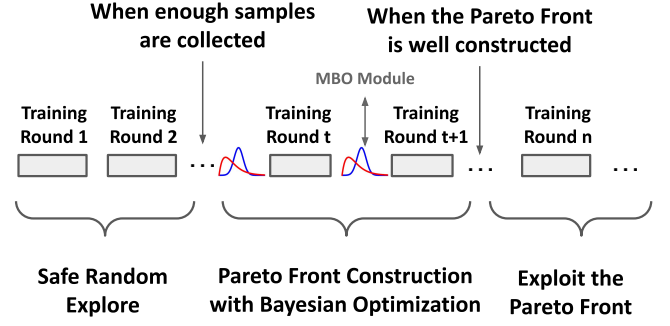 When enough samples
are collected
When the Pareto Front
is well constructed
MBO Module
Training
Round 1
Training
Round 2
Training
Round t
Training
Round t+1
Training
Round n
...
...
...
Safe Random
Explore
Pareto Front Construction
with Bayesian Optimization
Exploit the
Pareto Front